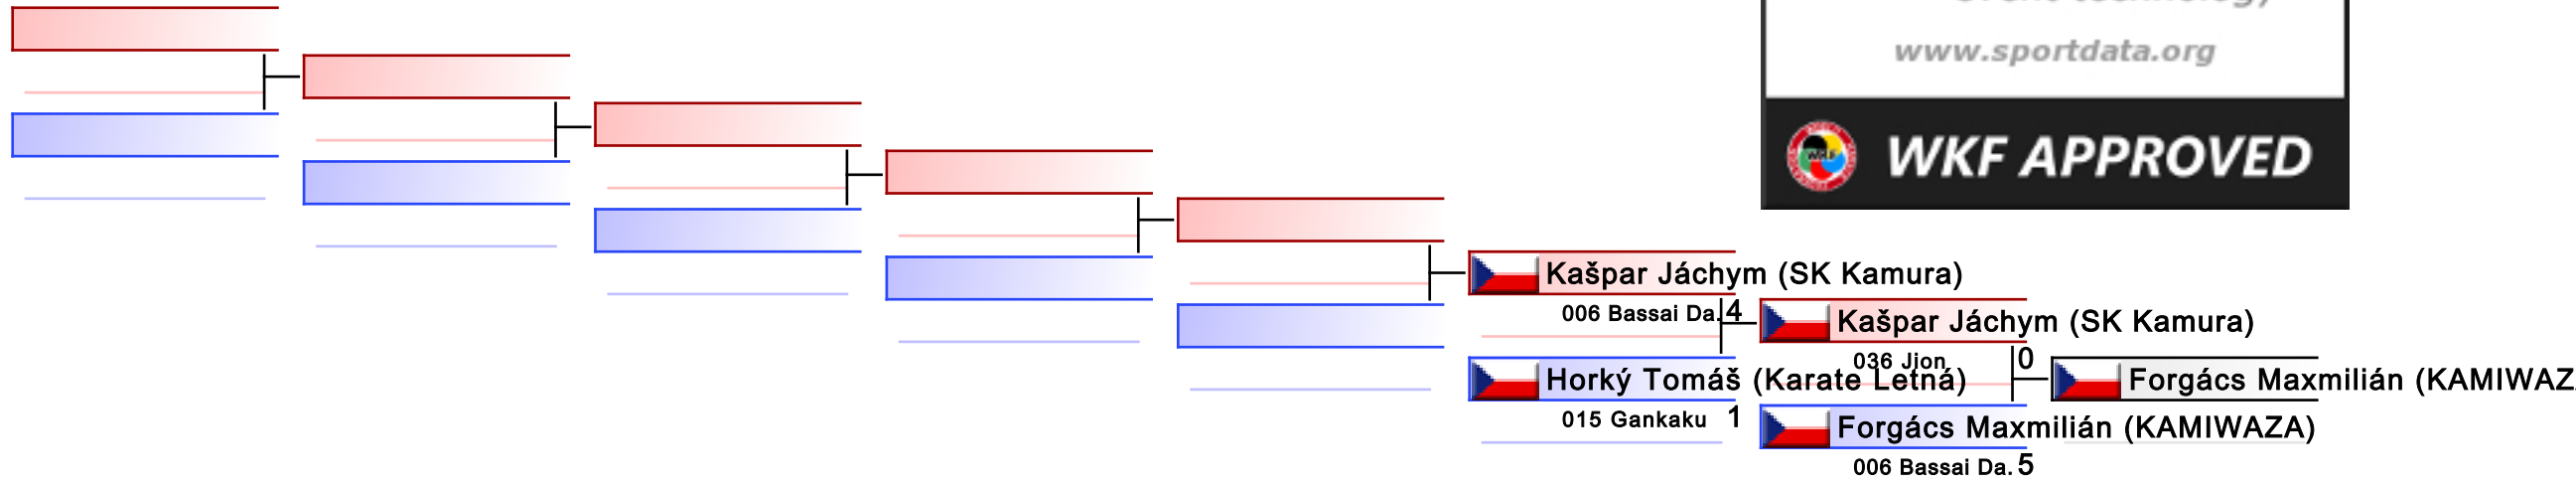 www.sportdata.org
WKF APPROVED
Kašpar Jáchym (SK Kamura)
006 Bassai Da. 4
Kašpar Jáchym (SK Kamura)
036 Jion 0
Horký Tomáš (Karate Letná)
015 Gankaku 1
Forgács Maxmilián (KAMIWAZ
Forgács Maxmilián (KAMIWAZA)
006 Bassai Da. 5